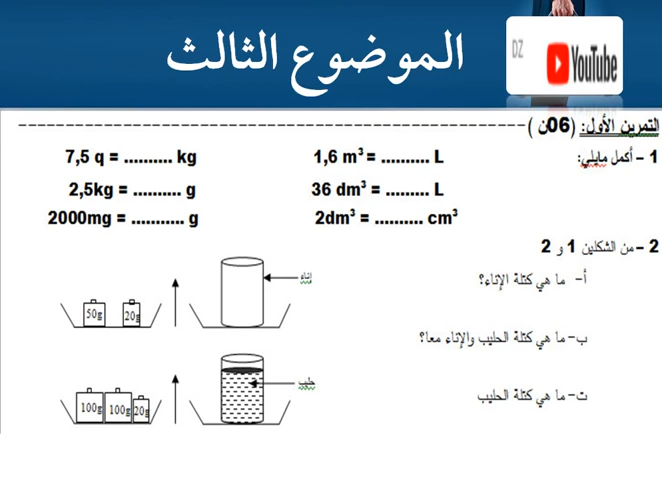 الموضوع الثالث
DZ
YouTube
التمرين الأول: (06ن)
1 – أكمل مايلي:
1,6 m³ = .......... L
7,5 q = .......... kg
36 dm³ = ......... L
2,5kg = .......... g
2dm³ = .......... cm³
2000mg = ........... g
2 – من الشكلين 1 و 2
أ- ما هي كتلة الإناء؟
إناء
50g
20g
ب- ما هي كتلة الحليب والإناء معا؟
حليب
ت- ما هي كتلة الحليب
100g
100g
20g